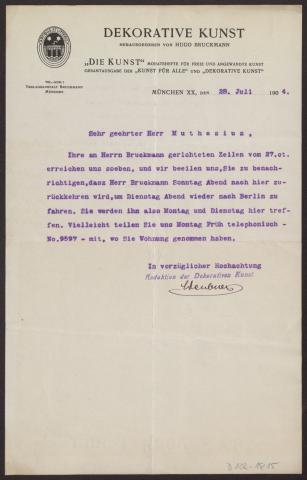 DEKORATIVE KUNST
HERAUSGEGEBEN VON HUGO BRUCKMANN
„DIE KUNST“ MONATSHEFTE FÜR FREIE UND ANGEWANDTE KUNST
GESAMTAUSGABE DER „KUNST FÜR ALLE“ UND „DEKORATIVE KUNST“
VERLAGSANSTALT BRUCKMANN
MÜNCHEN
MÜNCHEN XX, DEN 28. Juli 1904.
Sehr geehrter Herr Muthesius,
Ihre an Herrn Bruckmann gerichteten Zeilen vom 27.ct.
erreichen uns soeben, und wir beeilen uns, Sie zu benach-
richtigen, dass Herr Bruckmann Sonntag Abend nach hier zu-
rückkehren wird, um Dienstag Abend wieder nach Berlin zu
fahren. Sie werden ihn also Montag und Dienstag hier tref-
fen. Vielleicht teilen Sie uns Montag Früh telephonisch -
No.9597 - mit, wo Sie Wohnung genommen haben.
In vorzüglicher Hochachtung
Redaktion der Dekorativen Kunst
D 102-1815